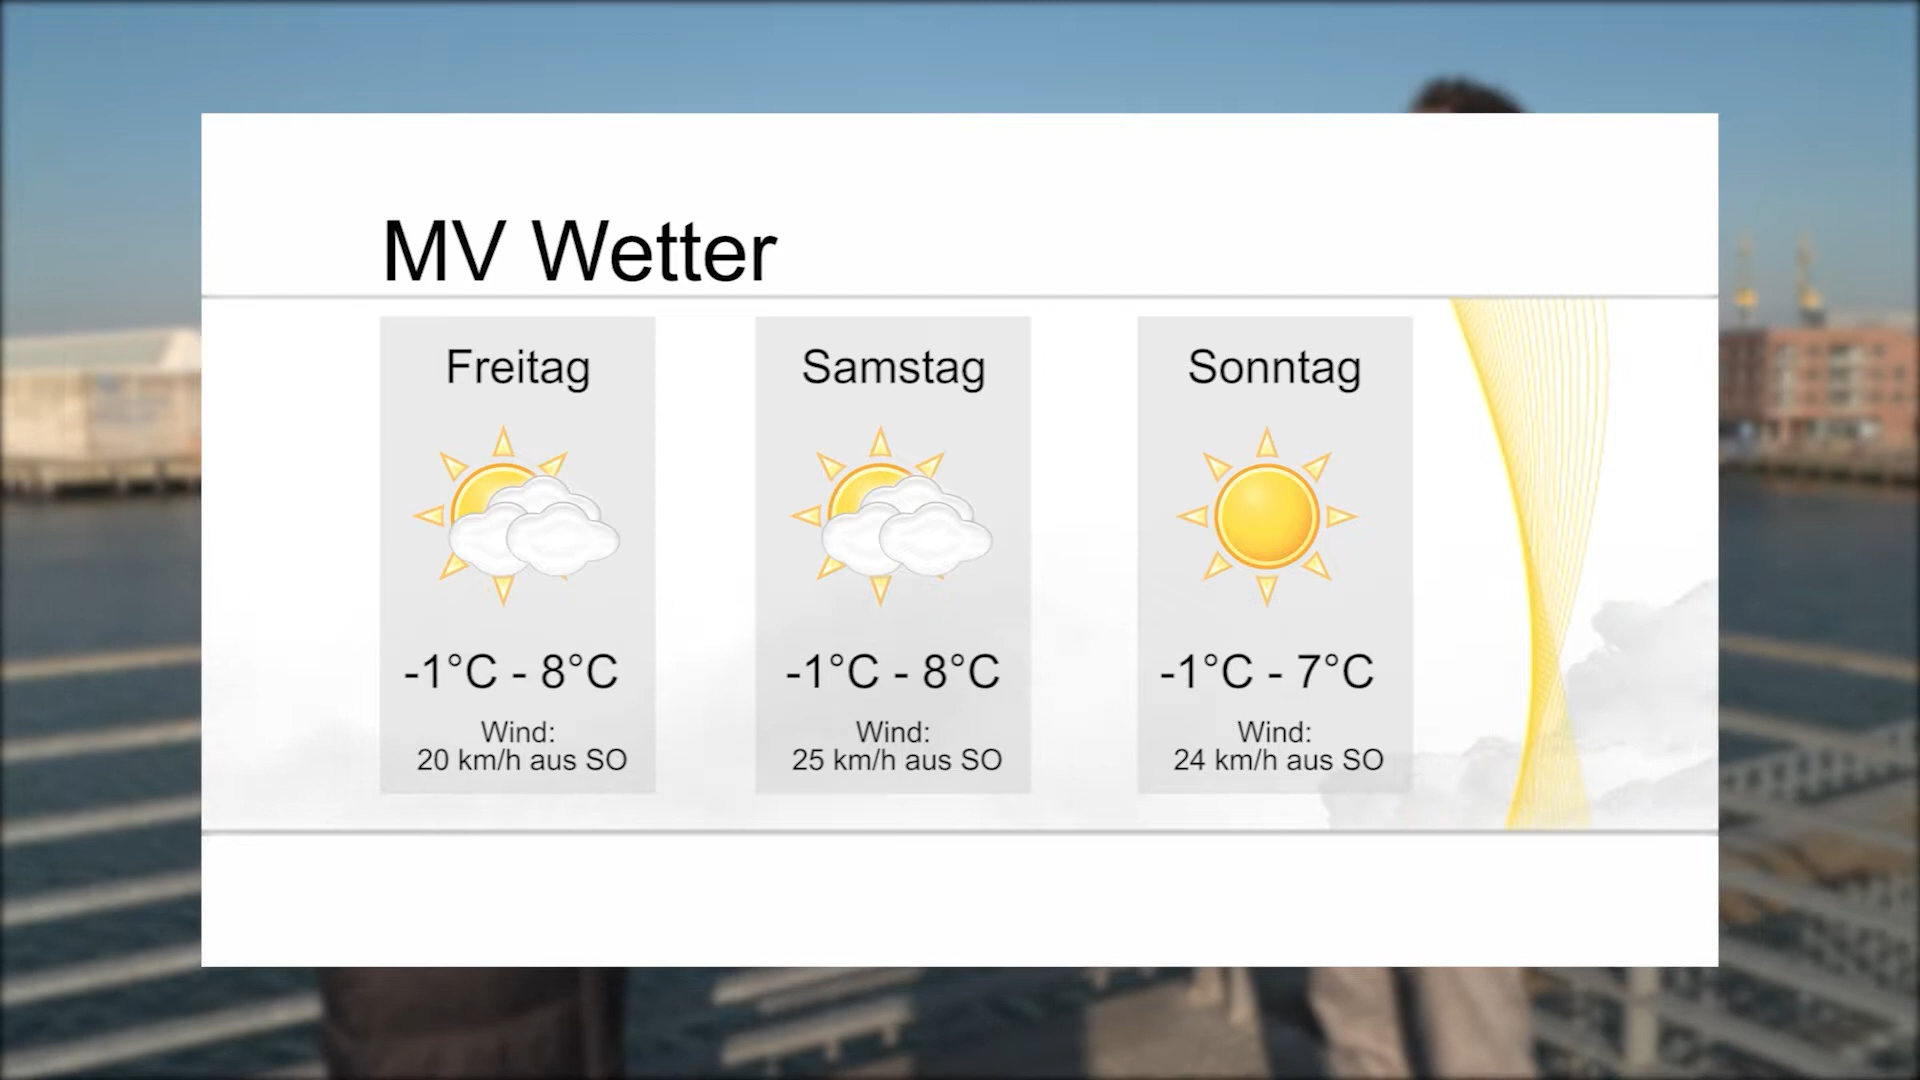 MV Wetter
Freitag
-1°C - 8°C
Wind:
20 km/h aus SO
Samstag
-1°C - 8°C
Wind:
25 km/h aus SO
Sonntag
-1°C - 7°C
Wind:
24 km/h aus SO